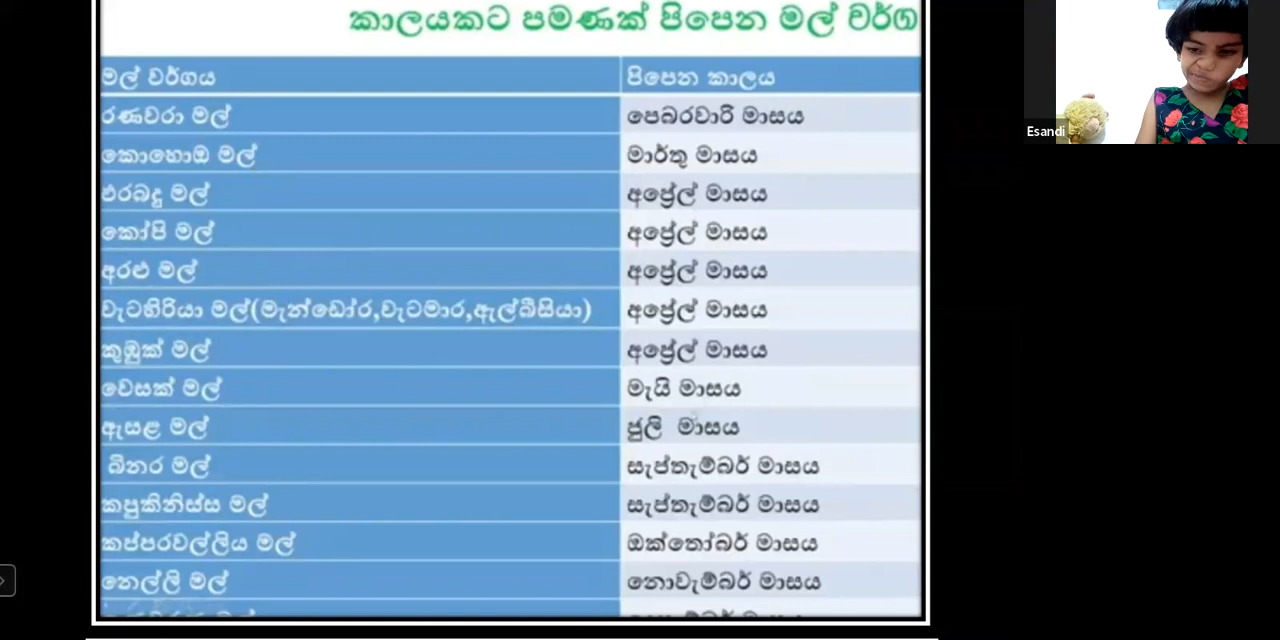 කාලයකට පමණක් පිපෙන මල් වර්ග
මල් වර්ගය පිපෙන කාලය
රණවරා මල් පෙබරවාරි මාසය
කොහොඹ මල් මාර්තු මාසය
එරබදු මල් අප්‍රේල් මාසය
කෝපි මල් අප්‍රේල් මාසය
අරළු මල් අප්‍රේල් මාසය
වැටහිරියා මල්(මැන්ඩෝර,වැටමාර,ඇල්බීසියා) අප්‍රේල් මාසය
කුඹුක් මල් අප්‍රේල් මාසය
වෙසක් මල් මැයි මාසය
ඇසළ මල් ජුලි මාසය
බිනර මල් සැප්තැම්බර් මාසය
කපුකිනිස්ස මල් සැප්තැම්බර් මාසය
කප්පරවල්ලිය මල් ඔක්තෝබර් මාසය
නෙල්ලි මල් නොවැම්බර් මාසය
Esandi